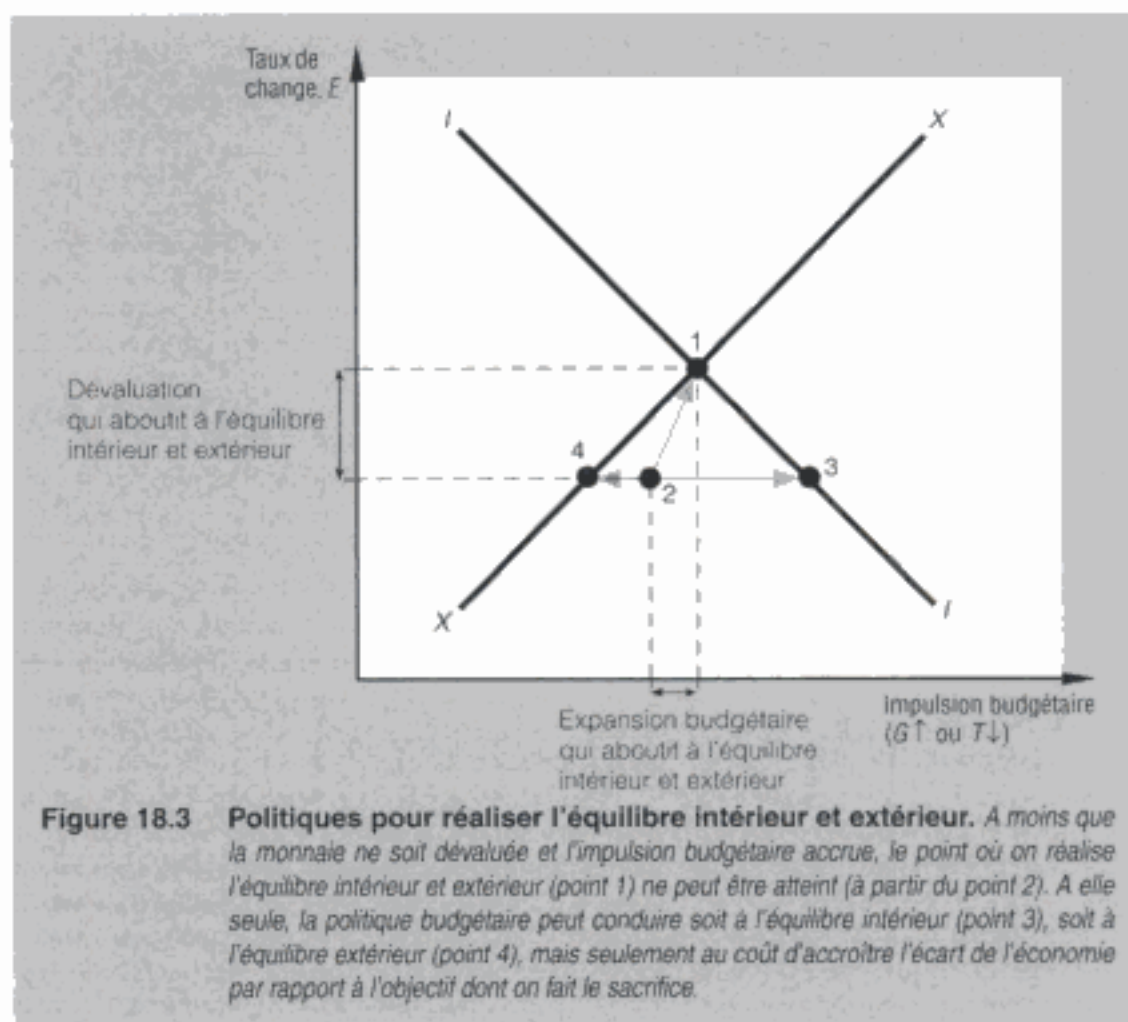 Taux de
change, E
I
X
1
Dévaluation
qui aboutit à l'équilibre
intérieur et extérieur
4
2
3
X
I
Impulsion budgétaire
(G↑ ou T↓)
Expansion budgétaire
qui aboutit à l'équilibre
intérieur et extérieur
Figure 18.3 Politiques pour réaliser l'équilibre intérieur et extérieur. A moins que
la monnaie ne soit dévaluée et l'impulsion budgétaire accrue, le point où on réalise
l'équilibre intérieur et extérieur (point 1) ne peut être atteint (à partir du point 2). A elle
seule, la politique budgétaire peut conduire soit à l'équilibre intérieur (point 3), soit à
l'équilibre extérieur (point 4), mais seulement au coût d'accroître l'écart de l'économie
par rapport à l'objectif dont on fait le sacrifice.